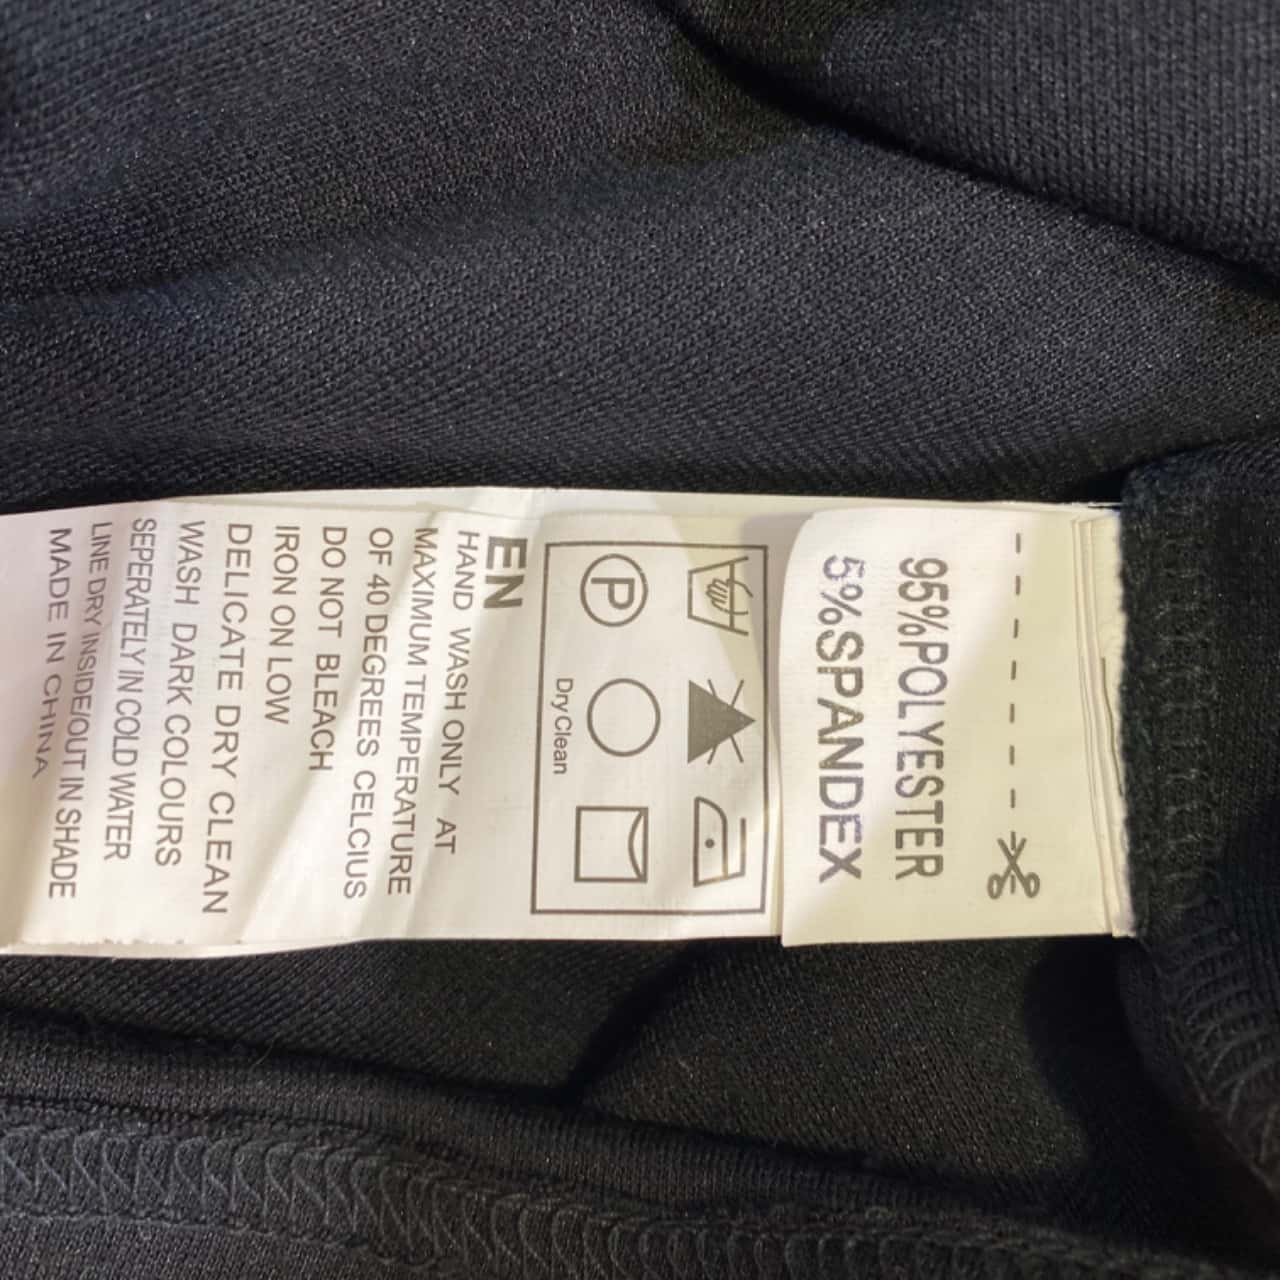 95%POLYESTER
5%SPANDEX
P
Dry Clean
EN
HAND WASH ONLY AT
MAXIMUM TEMPERATURE
OF 40 DEGREES CELCIUS
DO NOT BLEACH
IRON ON LOW
DELICATE DRY CLEAN
WASH DARK COLOURS
SEPERATELY IN COLD WATER
LINE DRY INSIDE/OUT IN SHADE
MADE IN CHINA